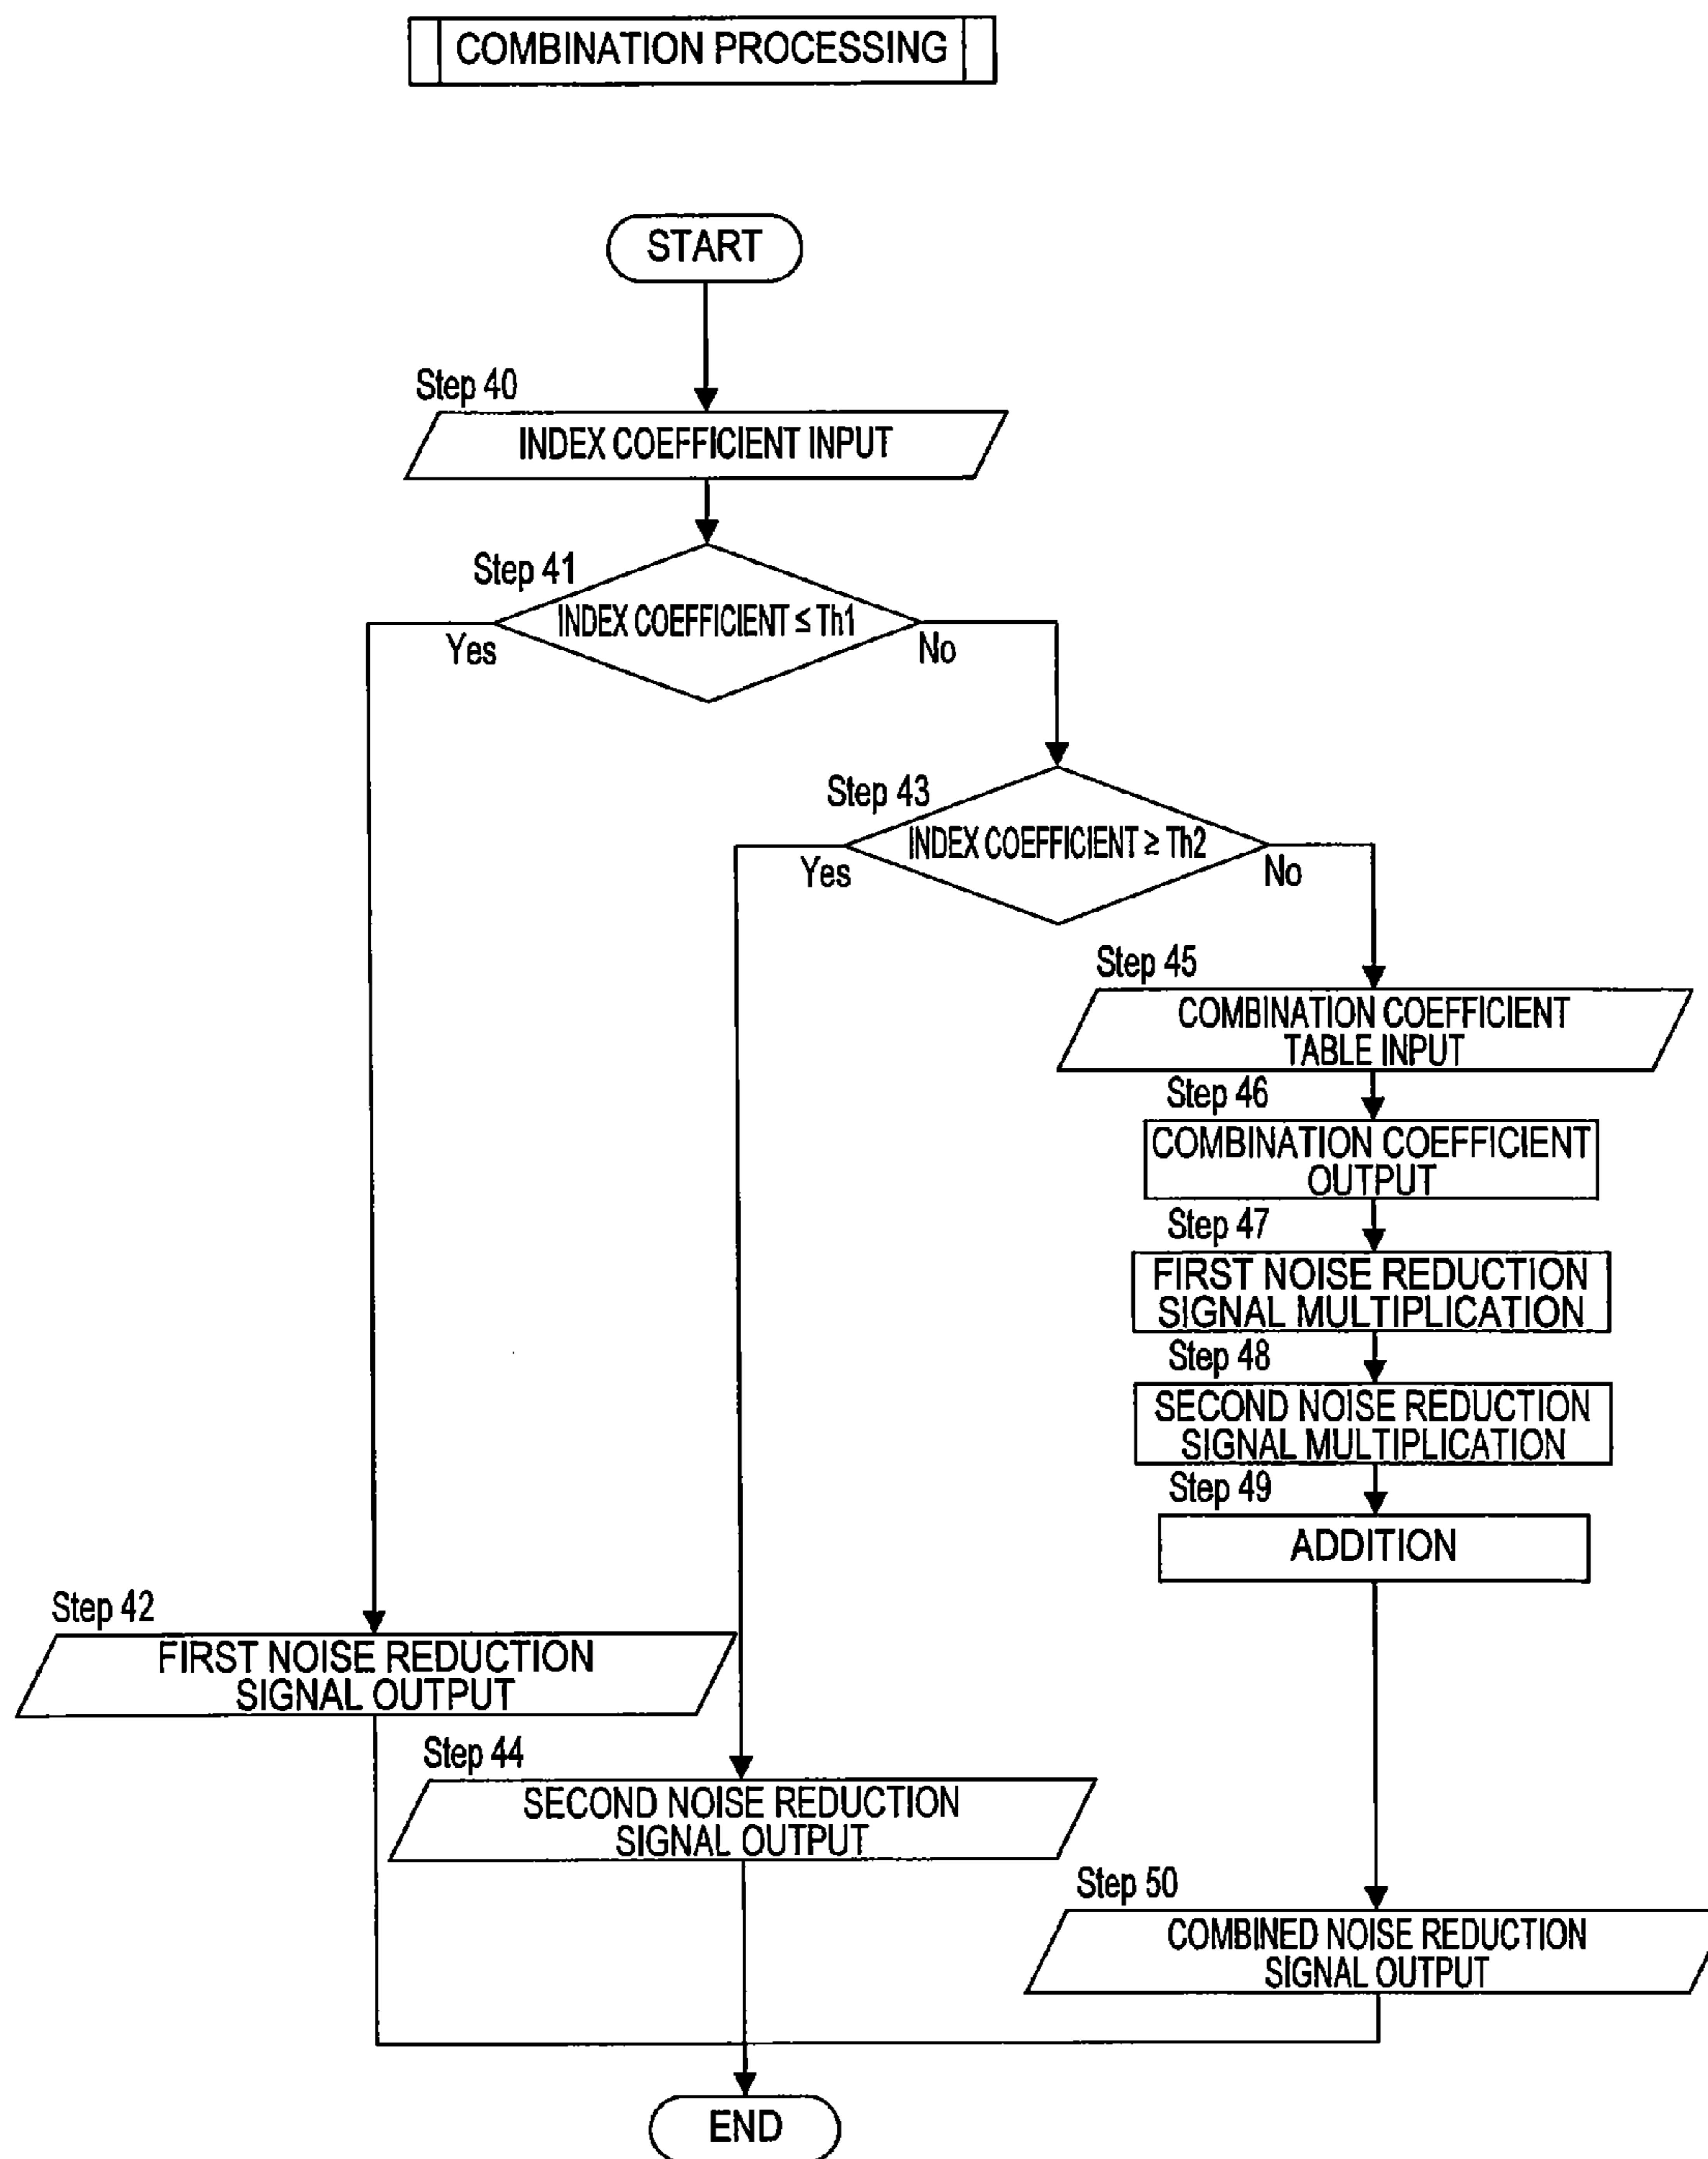 COMBINATION PROCESSING
START
Step 40
INDEX COEFFICIENT INPUT
Step 41
INDEX COEFFICIENT ≤ Th1
Yes
No
Step 43
INDEX COEFFICIENT ≥ Th2
Yes
No
Step 45
COMBINATION COEFFICIENT
TABLE INPUT
Step 46
COMBINATION COEFFICIENT
OUTPUT
Step 47
FIRST NOISE REDUCTION
SIGNAL MULTIPLICATION
Step 48
SECOND NOISE REDUCTION
SIGNAL MULTIPLICATION
Step 49
ADDITION
Step 42
FIRST NOISE REDUCTION
SIGNAL OUTPUT
Step 44
SECOND NOISE REDUCTION
SIGNAL OUTPUT
Step 50
COMBINED NOISE REDUCTION
SIGNAL OUTPUT
END